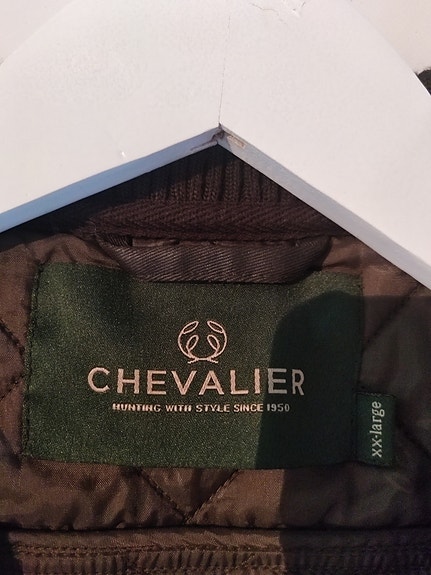 CHEVALIER
HUNTING WITH STYLE SINCE 1950
xx-large